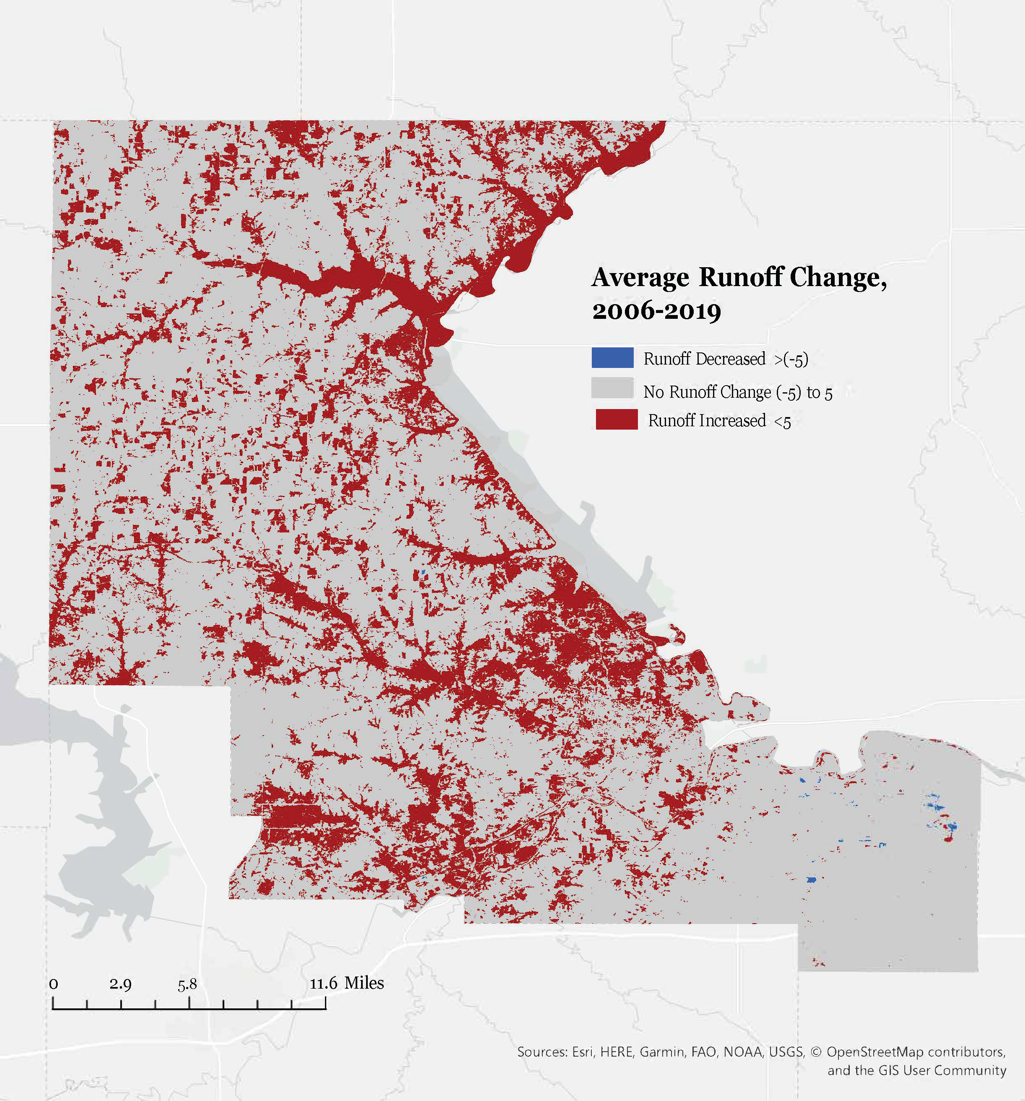 Average Runoff Change,
2006-2019
Runoff Decreased >(-5)
No Runoff Change (-5) to 5
Runoff Increased <5
0 2.9 5.8 11.6 Miles
Sources: Esri, HERE, Garmin, FAO, NOAA, USGS, © OpenStreetMap contributors,
and the GIS User Community